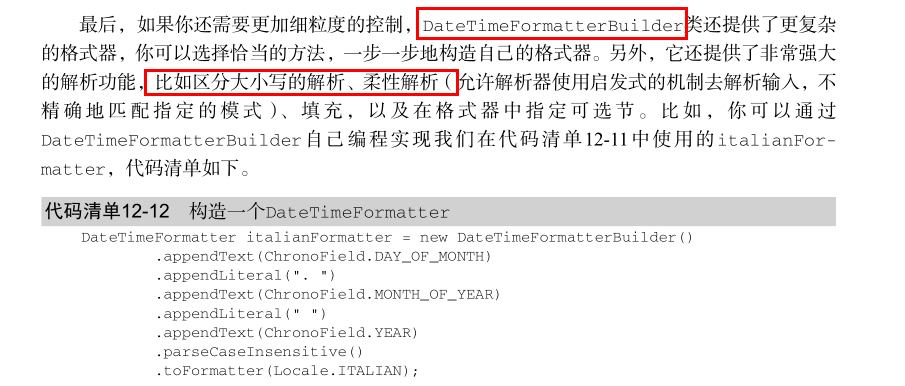 最后，如果你还需要更加细粒度的控制，DateTimeFormatterBuilder类还提供了更复杂
的格式器，你可以选择恰当的方法，一步一步地构造自己的格式器。另外，它还提供了非常强大
的解析功能，比如区分大小写的解析、柔性解析（允许解析器使用启发式的机制去解析输入，不
精确地匹配指定的模式）、填充，以及在格式器中指定可选节。比如，你可以通过
DateTimeFormatterBuilder自己编程实现我们在代码清单12-11中使用的italianFor-
matter，代码清单如下。
代码清单12-12 构造一个DateTimeFormatter
DateTimeFormatter italianFormatter = new DateTimeFormatterBuilder()
.appendText(ChronoField.DAY_OF_MONTH)
.appendLiteral(". ")
.appendText(ChronoField.MONTH_OF_YEAR)
.appendLiteral(" ")
.appendText(ChronoField.YEAR)
.parseCaseInsensitive()
.toFormatter(Locale.ITALIAN);